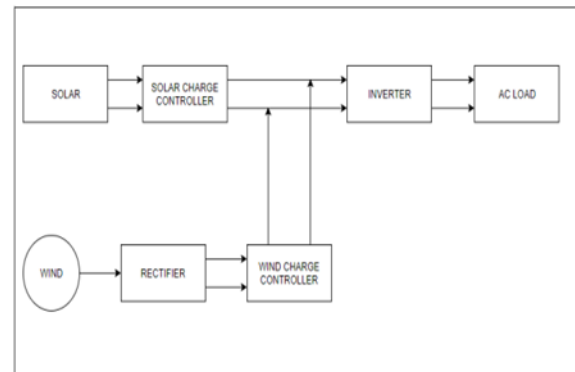 SOLAR
SOLAR CHARGE
CONTROLLER
INVERTER
AC LOAD
WIND
RECTIFIER
WIND CHARGE
CONTROLLER